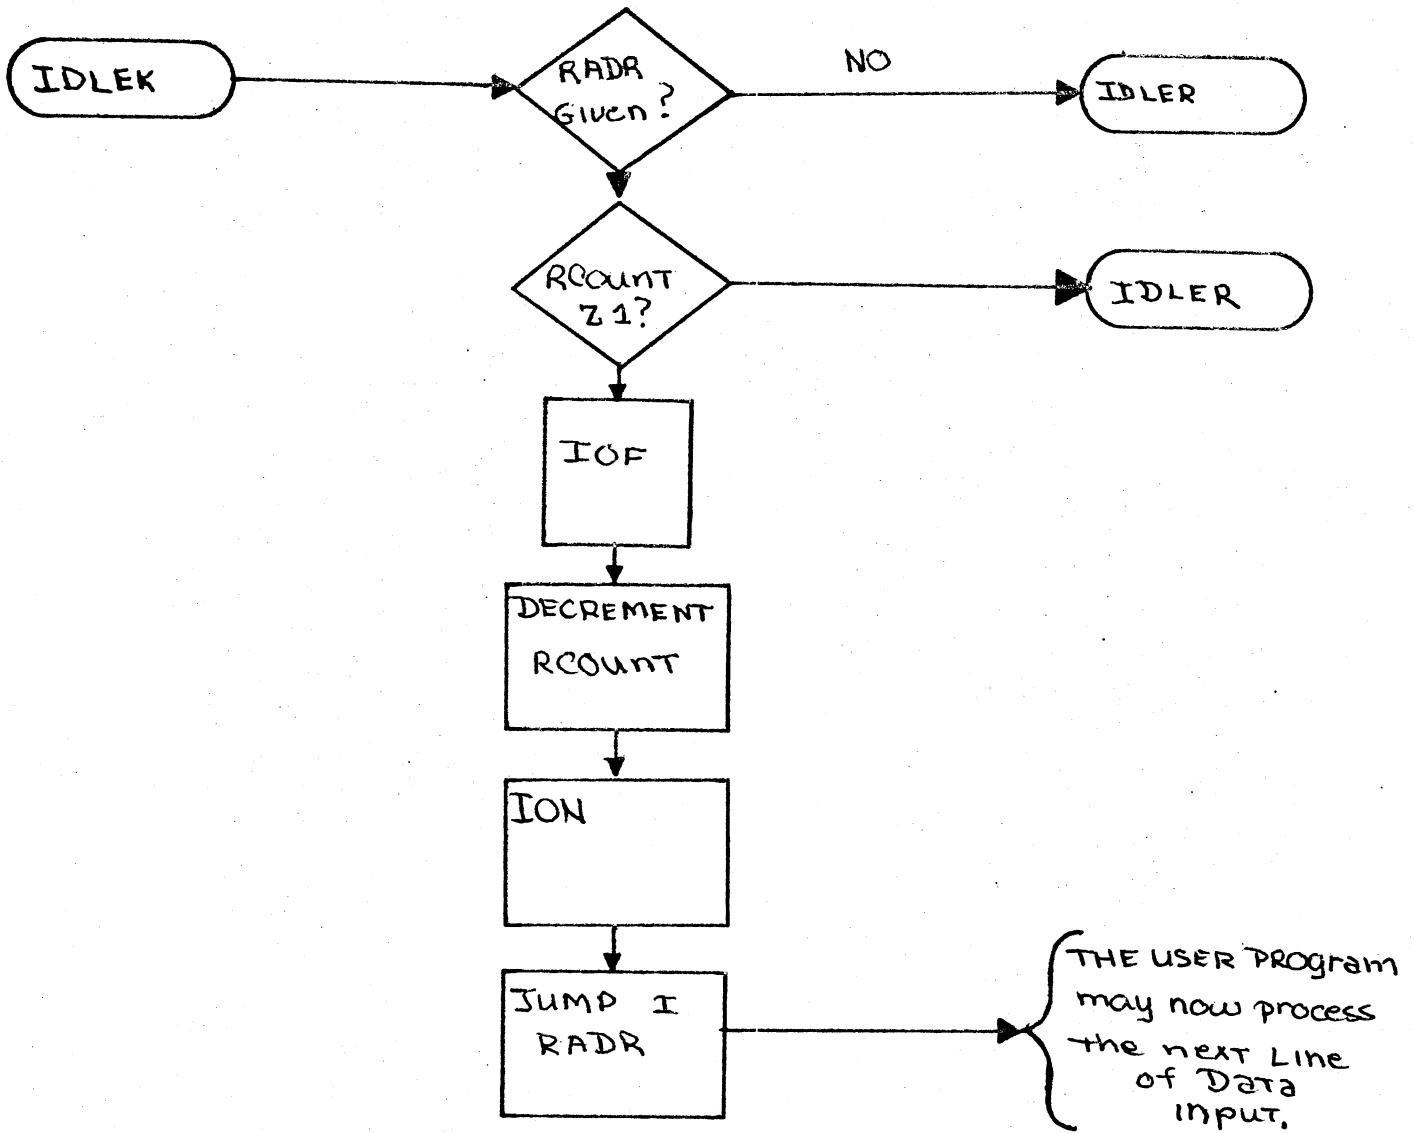 IDLEK
RADR
Given?
NO
IDLER
RCOUNT
≥ 1?
IDLER
IOF
DECREMENT
RCOUNT
ION
JUMP I
RADR
THE USER PROGRAM
may now process
the next Line
of Data
INPUT.